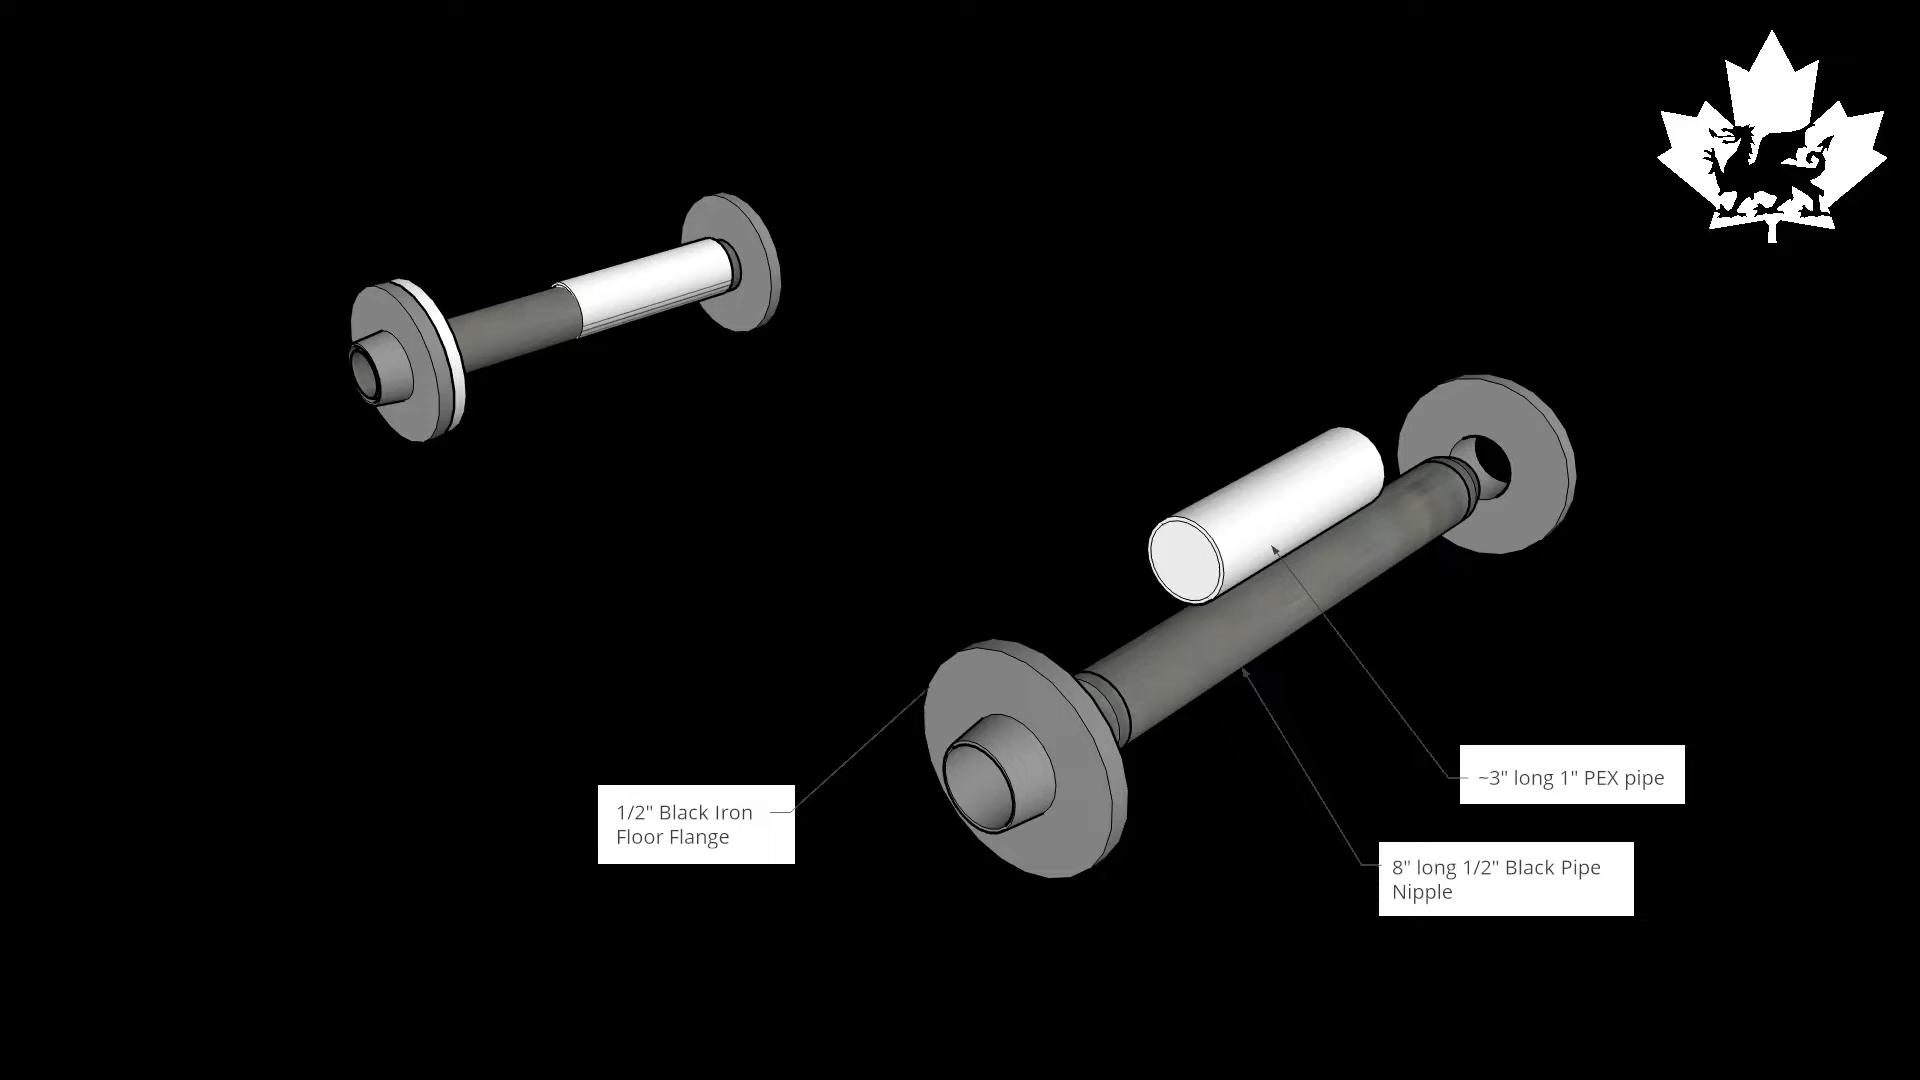 ~3" long 1" PEX pipe
1/2" Black Iron
Floor Flange
8" long 1/2" Black Pipe
Nipple